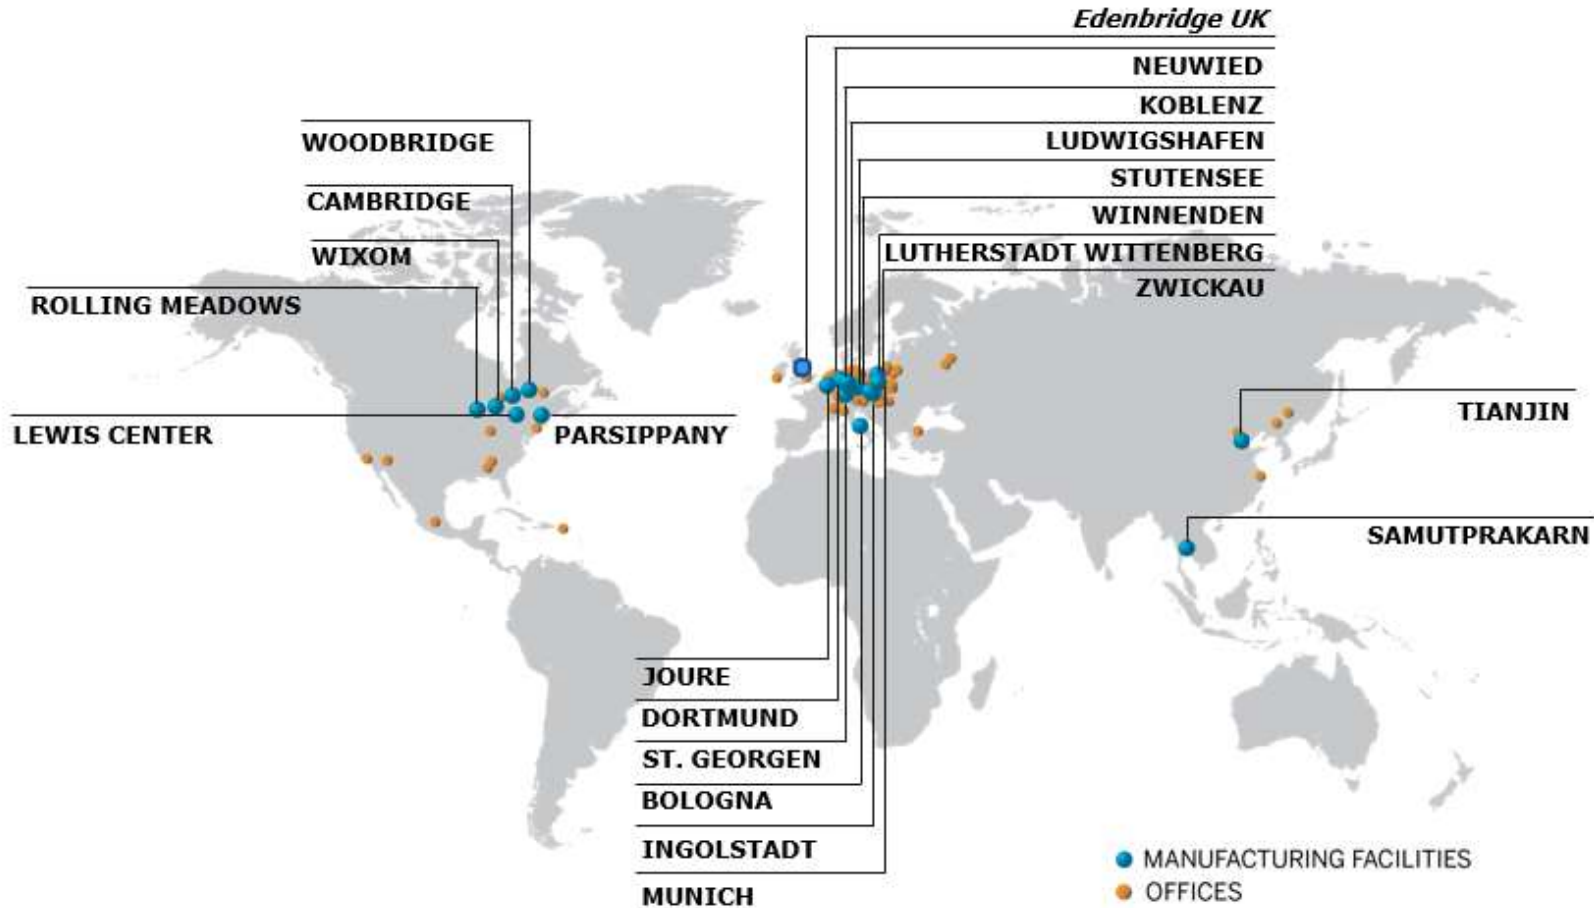 Edenbridge UK
NEUWIED
KOBLENZ
LUDWIGSHAFEN
STUTENSEE
WINNENDEN
LUTHERSTADT WITTENBERG
ZWICKAU
WOODBRIDGE
CAMBRIDGE
WIXOM
ROLLING MEADOWS
LEWIS CENTER
PARSIPPANY
TIANJIN
SAMUTPRAKARN
JOURE
DORTMUND
ST. GEORGEN
BOLOGNA
INGOLSTADT
MUNICH
MANUFACTURING FACILITIES
OFFICES